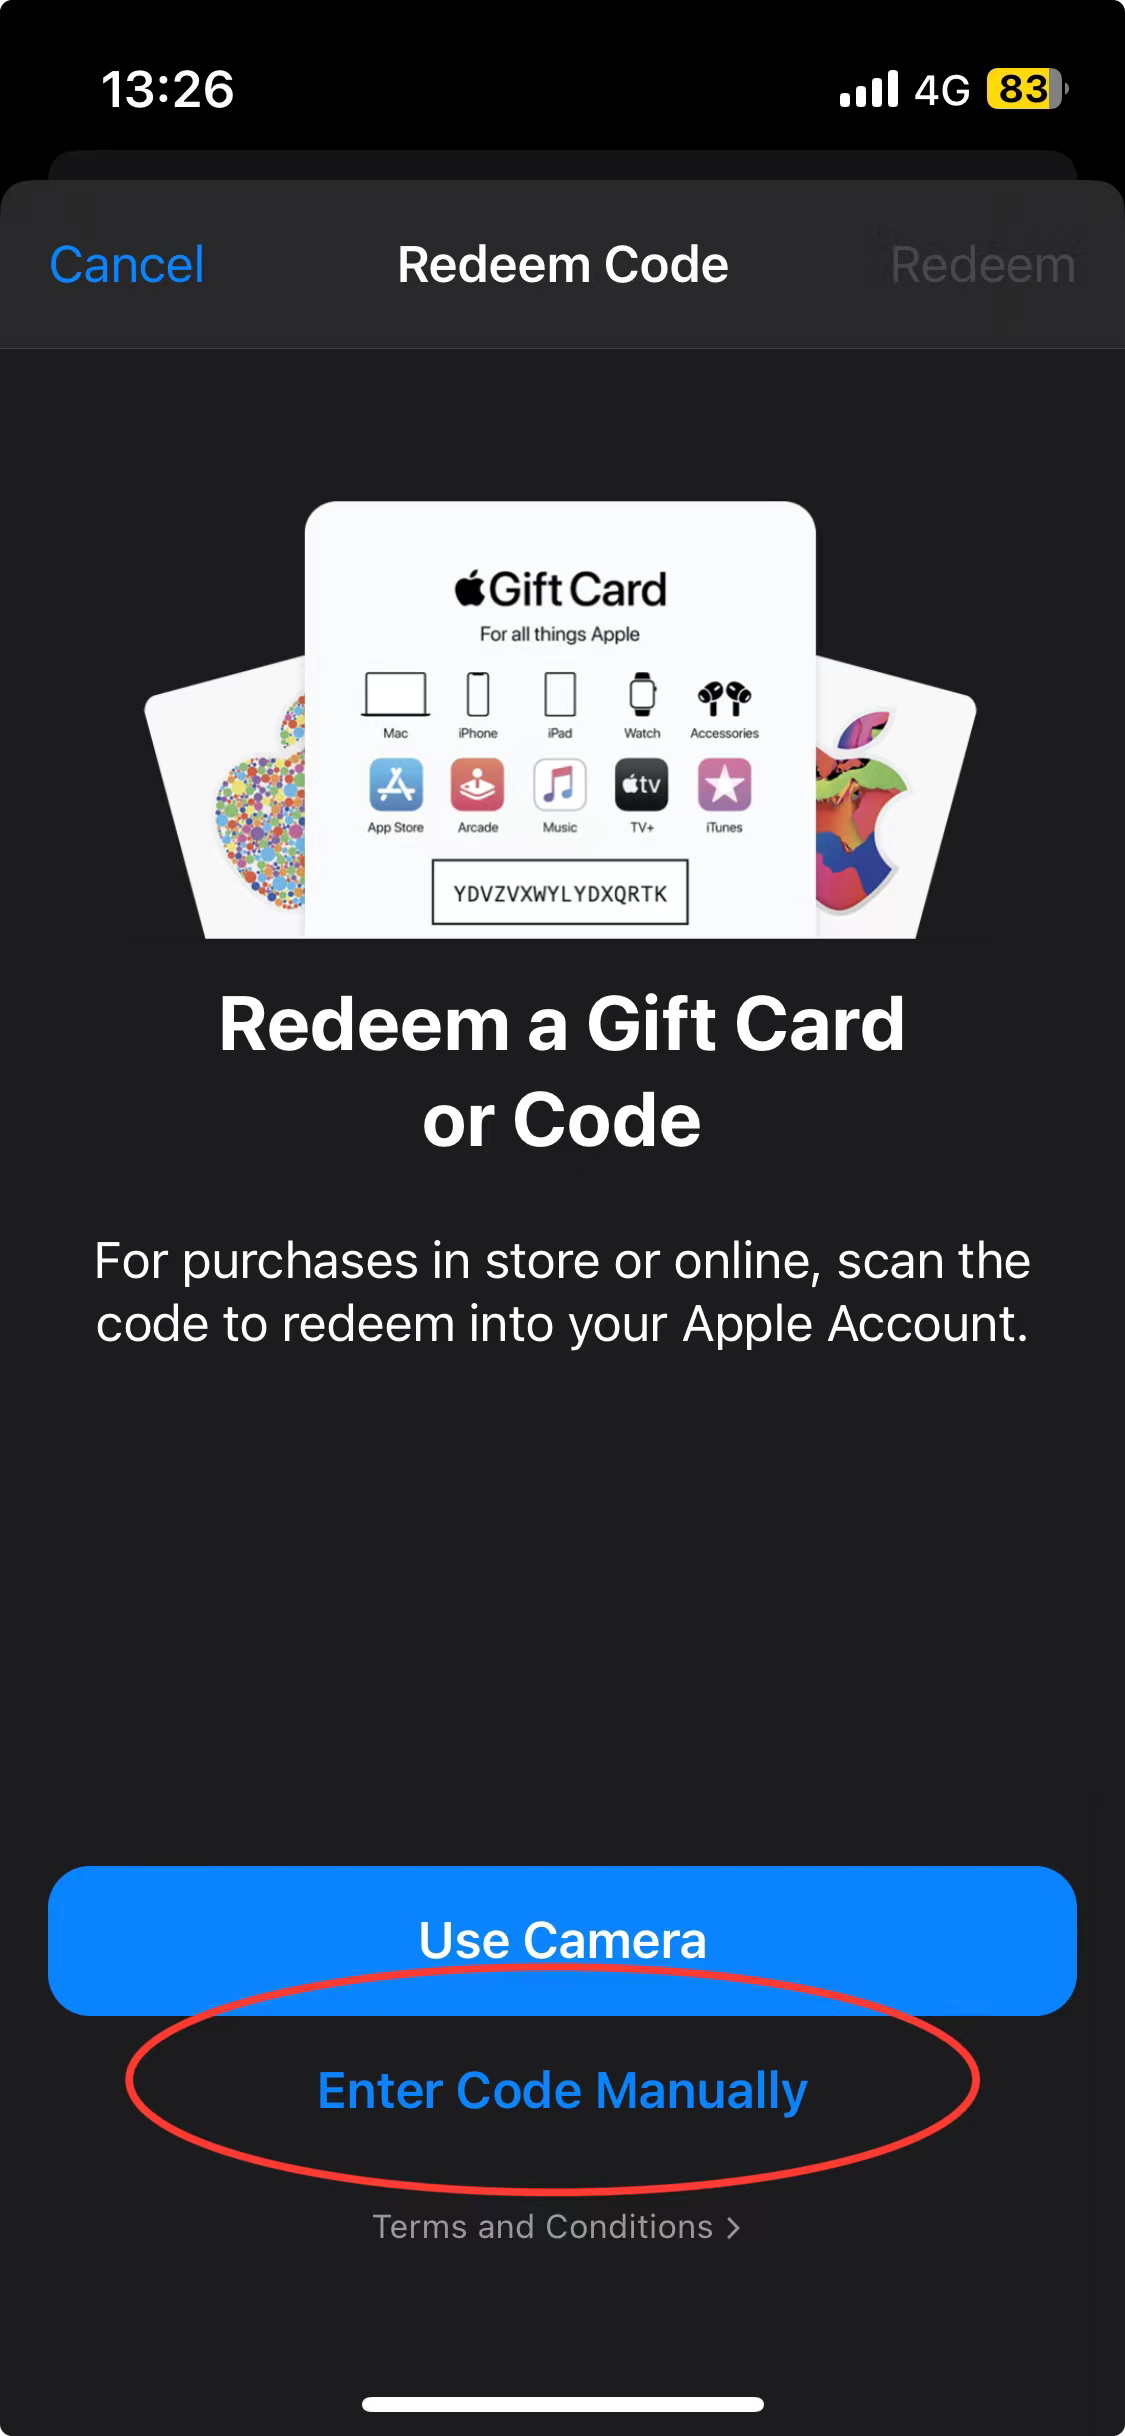 13:26
4G 83
Cancel Redeem Code Redeem
Gift Card
For all things Apple
Mac iPhone iPad Watch Accessories
tv
App Store Arcade Music TV+ iTunes
YDVZVXWYLYDXQRTK
Redeem a Gift Card
or Code
For purchases in store or online, scan the
code to redeem into your Apple Account.
Use Camera
Enter Code Manually
Terms and Conditions